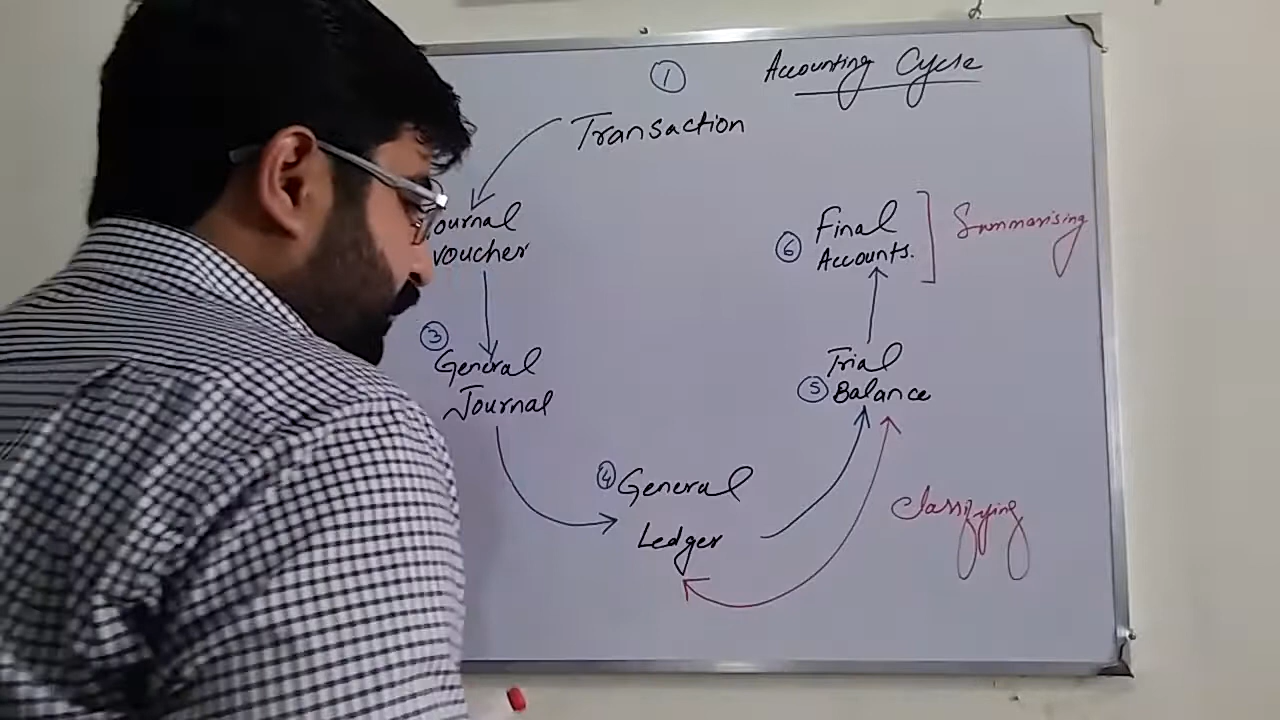 ① Accounting Cycle
Transaction
ournal
voucher
③
General
Journal
④ General
Ledger
Trial
⑤ Balance
Final
⑥ Accounts.
Summarising
Classifying